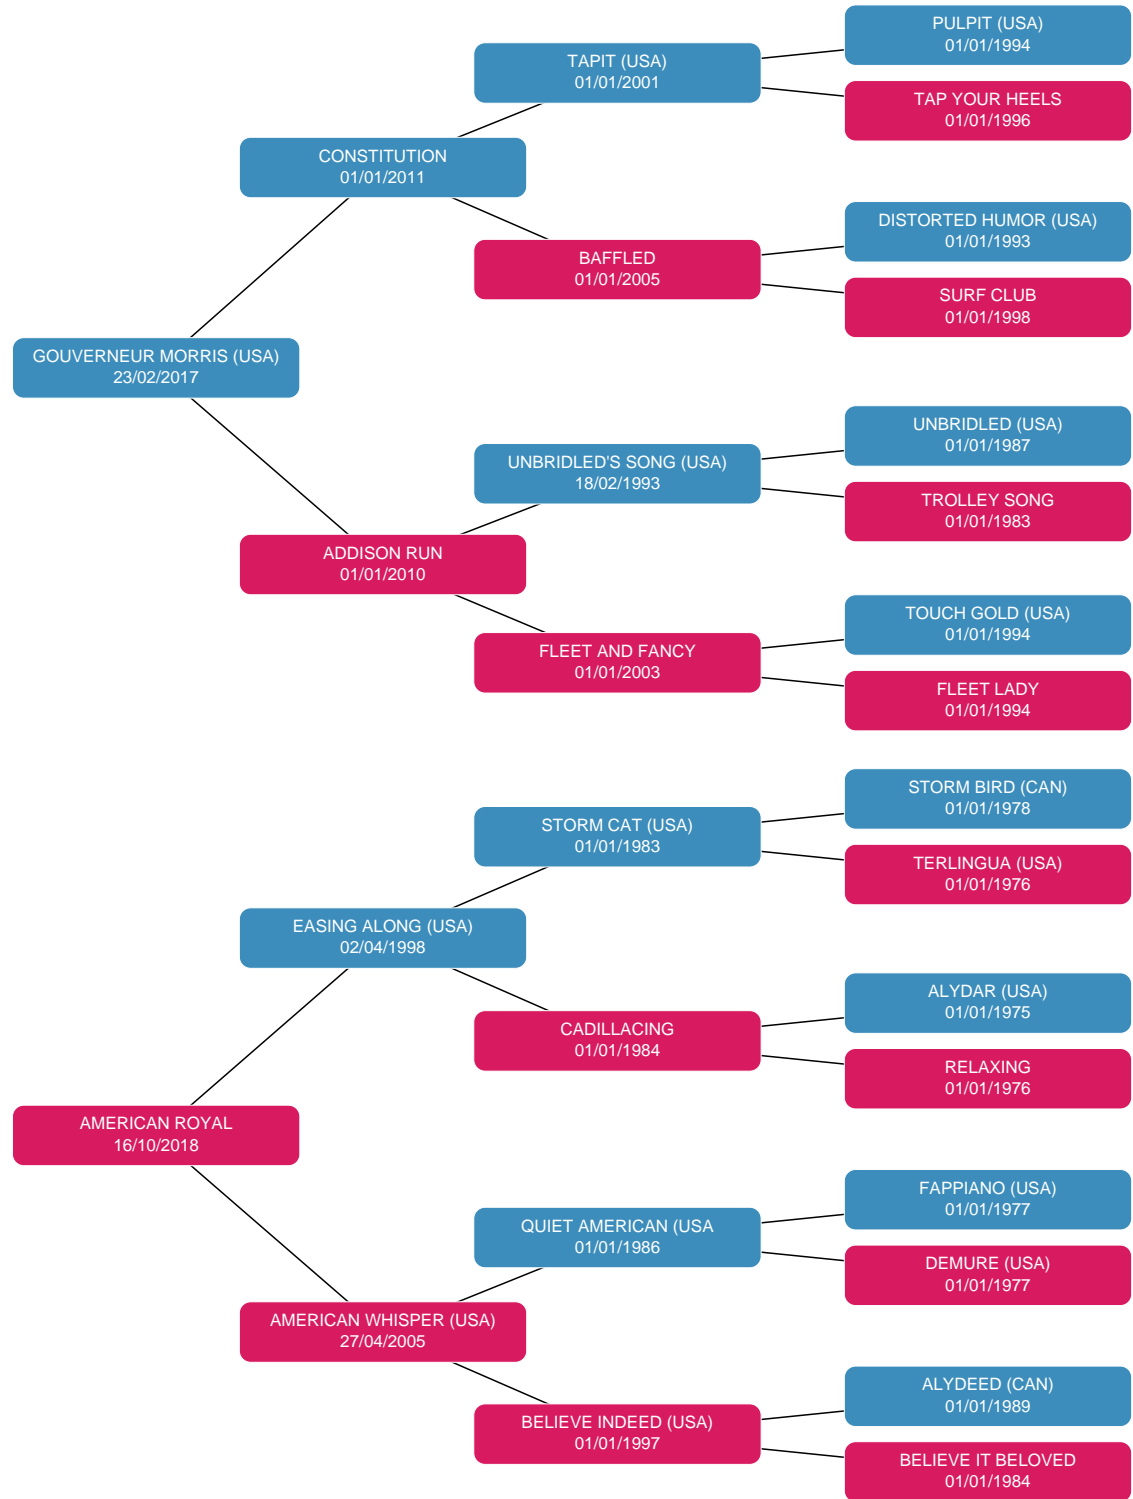 PULPIT (USA)
01/01/1994
TAPIT (USA)
01/01/2001
TAP YOUR HEELS
01/01/1996
CONSTITUTION
01/01/2011
DISTORTED HUMOR (USA)
01/01/1993
BAFFLED
01/01/2005
SURF CLUB
01/01/1998
GOUVERNEUR MORRIS (USA)
23/02/2017
UNBRIDLED (USA)
01/01/1987
UNBRIDLED'S SONG (USA)
18/02/1993
TROLLEY SONG
01/01/1983
ADDISON RUN
01/01/2010
TOUCH GOLD (USA)
01/01/1994
FLEET AND FANCY
01/01/2003
FLEET LADY
01/01/1994
STORM BIRD (CAN)
01/01/1978
STORM CAT (USA)
01/01/1983
TERLINGUA (USA)
01/01/1976
EASING ALONG (USA)
02/04/1998
ALYDAR (USA)
01/01/1975
CADILLACING
01/01/1984
RELAXING
01/01/1976
AMERICAN ROYAL
16/10/2018
FAPPIANO (USA)
01/01/1977
QUIET AMERICAN (USA
01/01/1986
DEMURE (USA)
01/01/1977
AMERICAN WHISPER (USA)
27/04/2005
ALYDEED (CAN)
01/01/1989
BELIEVE INDEED (USA)
01/01/1997
BELIEVE IT BELOVED
01/01/1984